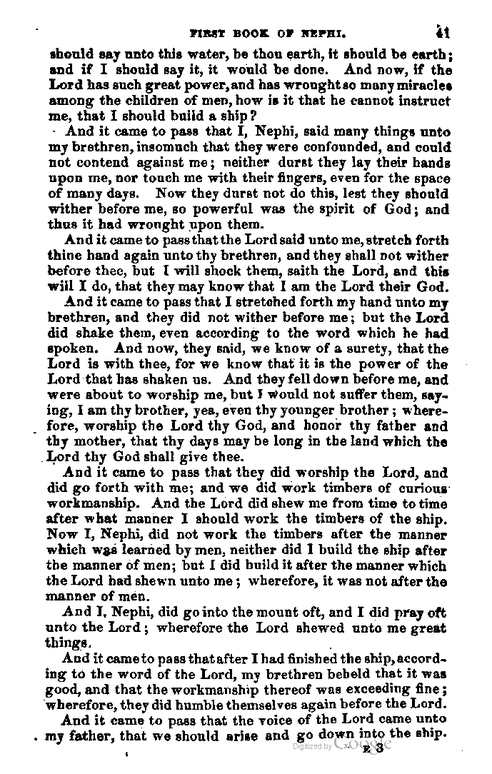 FIRST BOOK OF NEPHI. 41
should say unto this water, be thou earth, it should be earth;
and if I should say it, it would be done. And now, if the
Lord has such great power, and has wrought so many miracles
among the children of men, how is it that he cannot instruct
me, that I should build a ship?
And it came to pass that I, Nephi, said many things unto
my brethren, insomuch that they were confounded, and could
not contend against me; neither durst they lay their hands
upon me, nor touch me with their fingers, even for the space
of many days. Now they durst not do this, lest they should
wither before me, so powerful was the spirit of God; and
thus it had wrought upon them.
And it came to pass that the Lord said unto me, stretch forth
thine hand again unto thy brethren, and they shall not wither
before thee, but I will shock them, saith the Lord, and this
will I do, that they may know that I am the Lord their God.
And it came to pass that I stretched forth my hand unto my
brethren, and they did not wither before me; but the Lord
did shake them, even according to the word which he had
spoken. And now, they said, we know of a surety, that the
Lord is with thee, for we know that it is the power of the
Lord that has shaken us. And they fell down before me, and
were about to worship me, but I would not suffer them, say-
ing, I am thy brother, yea, even thy younger brother; where-
fore, worship the Lord thy God, and honor thy father and
thy mother, that thy days may be long in the land which the
Lord thy God shall give thee.
And it came to pass that they did worship the Lord, and
did go forth with me; and we did work timbers of curious
workmanship. And the Lord did shew me from time to time
after what manner I should work the timbers of the ship.
Now I, Nephi, did not work the timbers after the manner
which was learned by men, neither did I build the ship after
the manner of men; but I did build it after the manner which
the Lord had shewn unto me; wherefore, it was not after the
manner of men.
And I, Nephi, did go into the mount oft, and I did pray oft
unto the Lord; wherefore the Lord shewed unto me great
things.
And it came to pass that after I had finished the ship, accord-
ing to the word of the Lord, my brethren beheld that it was
good, and that the workmanship thereof was exceeding fine;
wherefore, they did humble themselves again before the Lord.
And it came to pass that the voice of the Lord came unto
my father, that we should arise and go down into the ship.
Digitized by Google
E 3